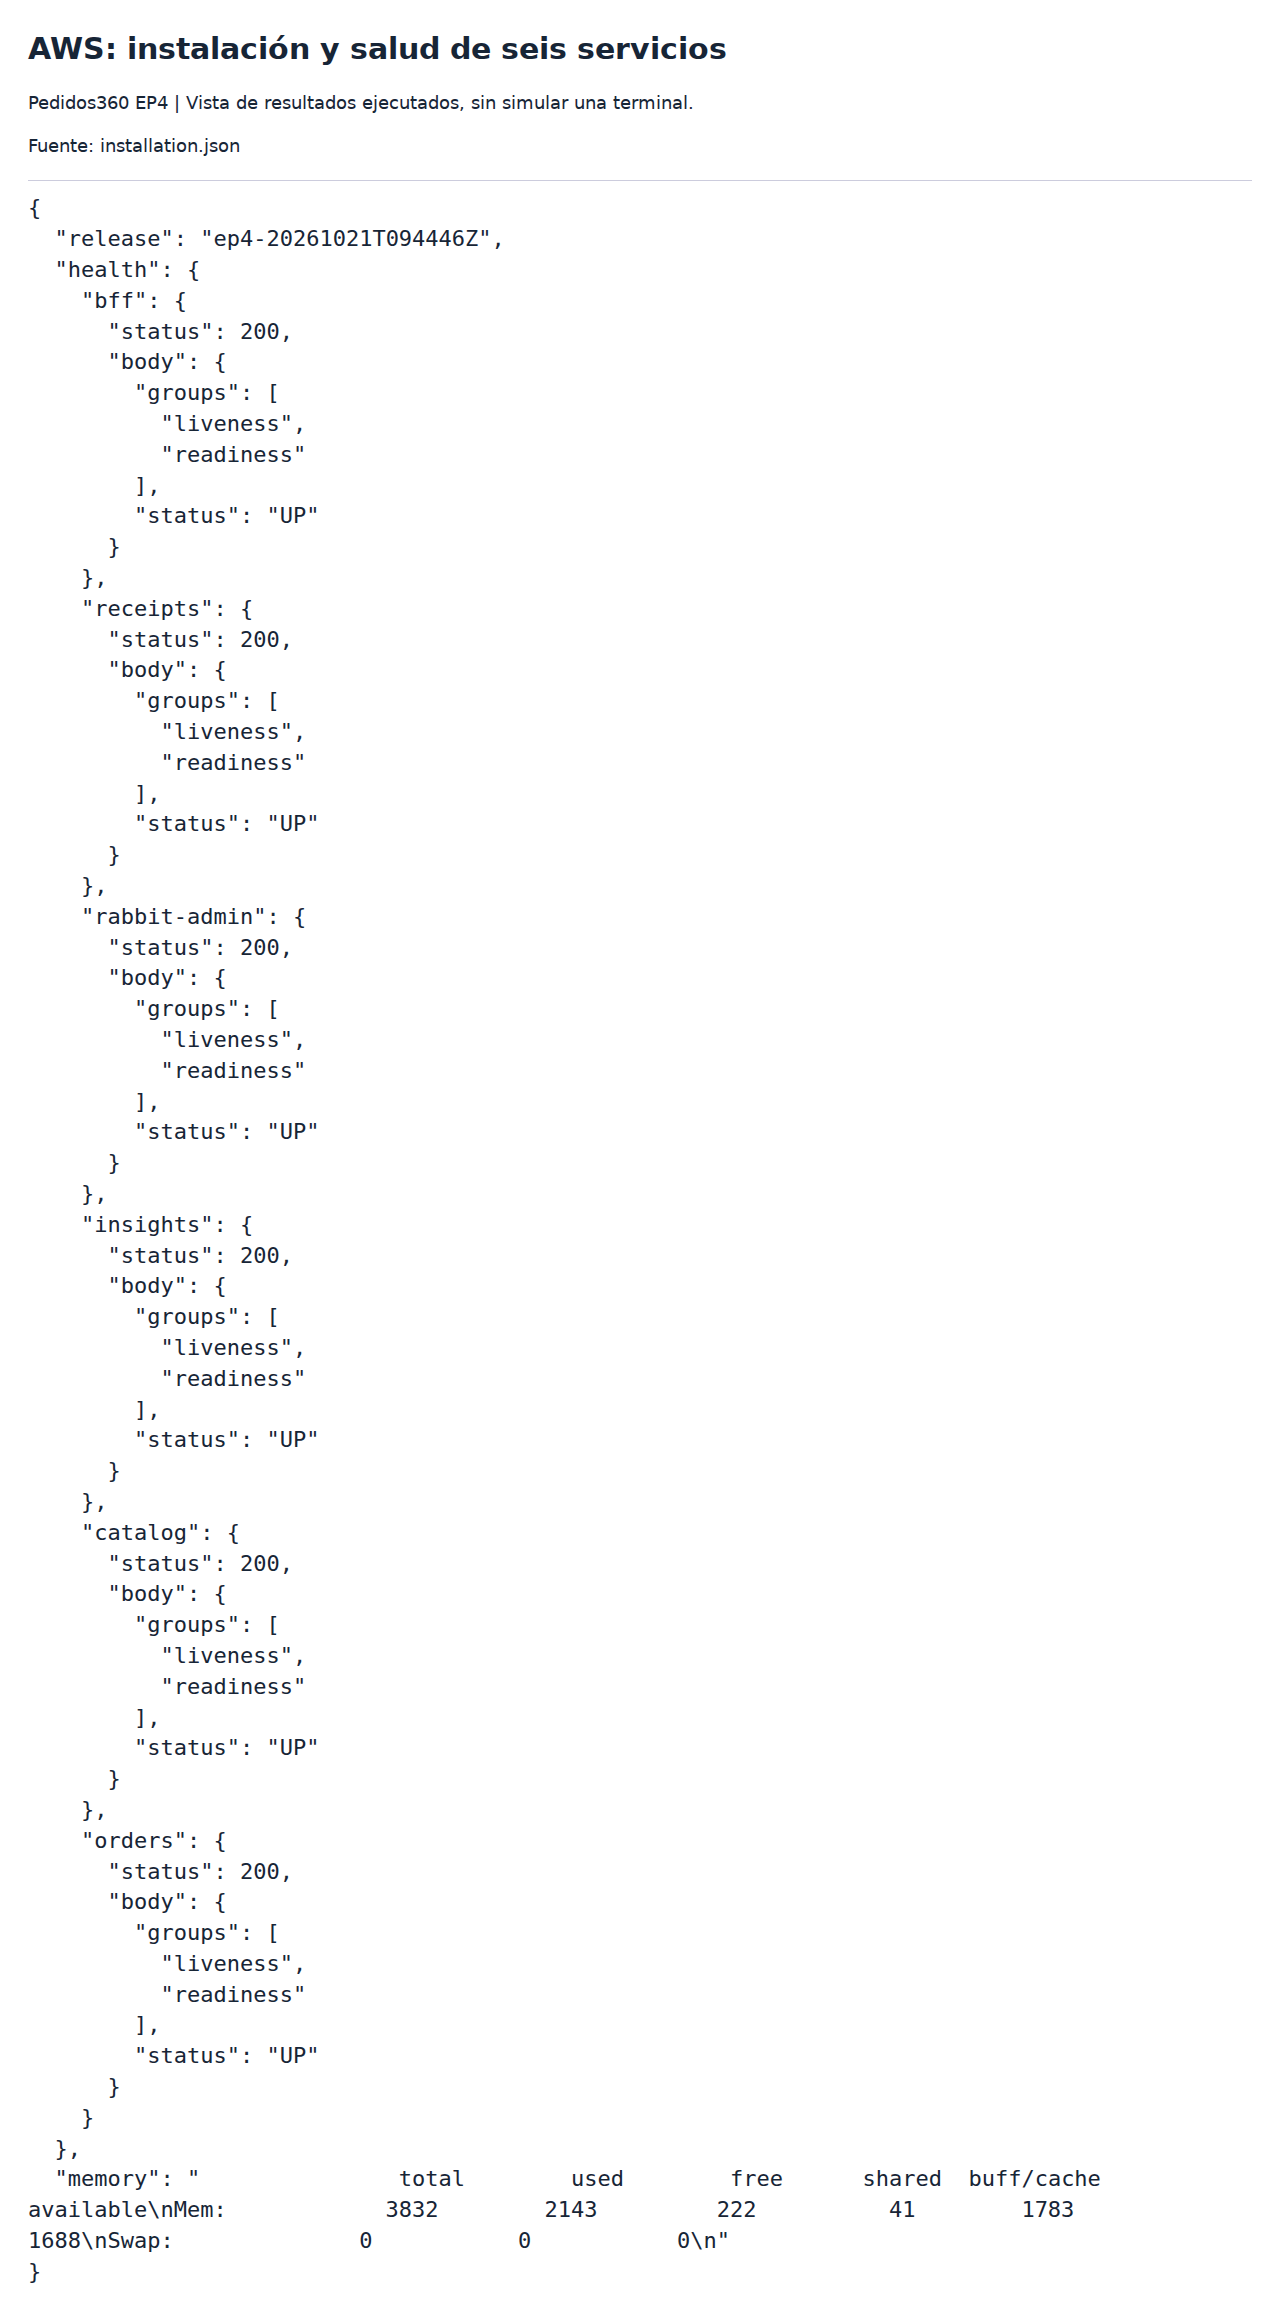 AWS: instalación y salud de seis servicios
Pedidos360 EP4 | Vista de resultados ejecutados, sin simular una terminal.
Fuente: installation.json
{
  "release": "ep4-20261021T094446Z",
  "health": {
    "bff": {
      "status": 200,
      "body": {
        "groups": [
          "liveness",
          "readiness"
        ],
        "status": "UP"
      }
    },
    "receipts": {
      "status": 200,
      "body": {
        "groups": [
          "liveness",
          "readiness"
        ],
        "status": "UP"
      }
    },
    "rabbit-admin": {
      "status": 200,
      "body": {
        "groups": [
          "liveness",
          "readiness"
        ],
        "status": "UP"
      }
    },
    "insights": {
      "status": 200,
      "body": {
        "groups": [
          "liveness",
          "readiness"
        ],
        "status": "UP"
      }
    },
    "catalog": {
      "status": 200,
      "body": {
        "groups": [
          "liveness",
          "readiness"
        ],
        "status": "UP"
      }
    },
    "orders": {
      "status": 200,
      "body": {
        "groups": [
          "liveness",
          "readiness"
        ],
        "status": "UP"
      }
    }
  },
  "memory": "               total        used        free      shared  buff/cache
available\nMem:            3832        2143         222          41        1783
1688\nSwap:              0           0           0\n"
}